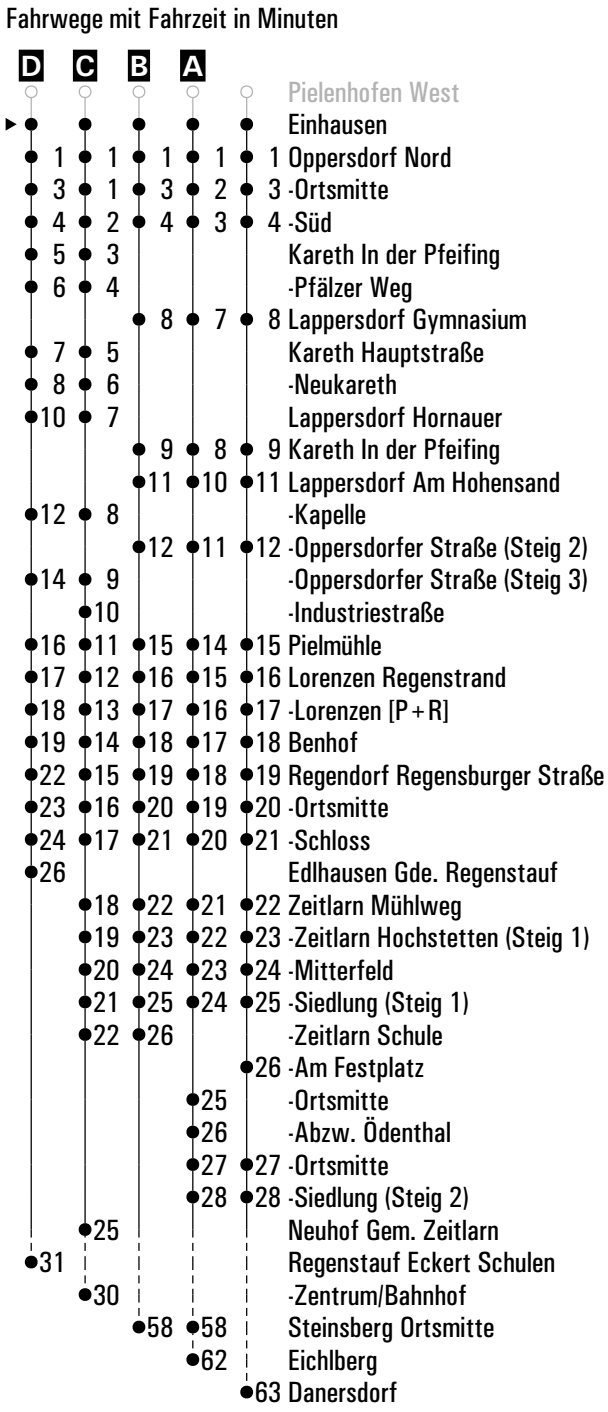 Fahrwege mit Fahrzeit in Minuten
D C B A
Pielenhofen West
Einhausen
1 1 1 1 1 Oppersdorf Nord
3 1 3 2 3 -Ortsmitte
4 2 4 3 4 -Süd
5 3 Kareth In der Pfeifing
6 4 -Pfälzer Weg
8 7 8 Lappersdorf Gymnasium
7 5 Kareth Hauptstraße
8 6 -Neukareth
10 7 Lappersdorf Hornauer
9 8 9 Kareth In der Pfeifing
11 10 11 Lappersdorf Am Hohensand
12 8 -Kapelle
12 11 12 -Oppersdorfer Straße (Steig 2)
14 9 -Oppersdorfer Straße (Steig 3)
10 -Industriestraße
16 11 15 14 15 Pielmühle
17 12 16 15 16 Lorenzen Regenstrand
18 13 17 16 17 -Lorenzen [P+R]
19 14 18 17 18 Benhof
22 15 19 18 19 Regendorf Regensburger Straße
23 16 20 19 20 -Ortsmitte
24 17 21 20 21 -Schloss
26 Edlhausen Gde. Regenstauf
18 22 21 22 Zeitlarn Mühlweg
19 23 22 23 -Zeitlarn Hochstetten (Steig 1)
20 24 23 24 -Mitterfeld
21 25 24 25 -Siedlung (Steig 1)
22 26 -Zeitlarn Schule
26 -Am Festplatz
25 -Ortsmitte
26 -Abzw. Ödenthal
27 27 -Ortsmitte
28 28 -Siedlung (Steig 2)
25 Neuhof Gem. Zeitlarn
31 Regenstauf Eckert Schulen
30 -Zentrum/Bahnhof
58 58 Steinsberg Ortsmitte
62 Eichlberg
63 Danersdorf